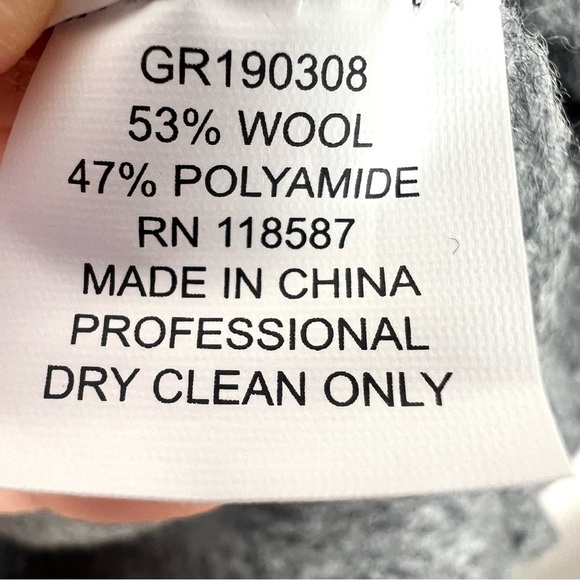 GR190308
53% WOOL
47% POLYAMIDE
RN 118587
MADE IN CHINA
PROFESSIONAL
DRY CLEAN ONLY